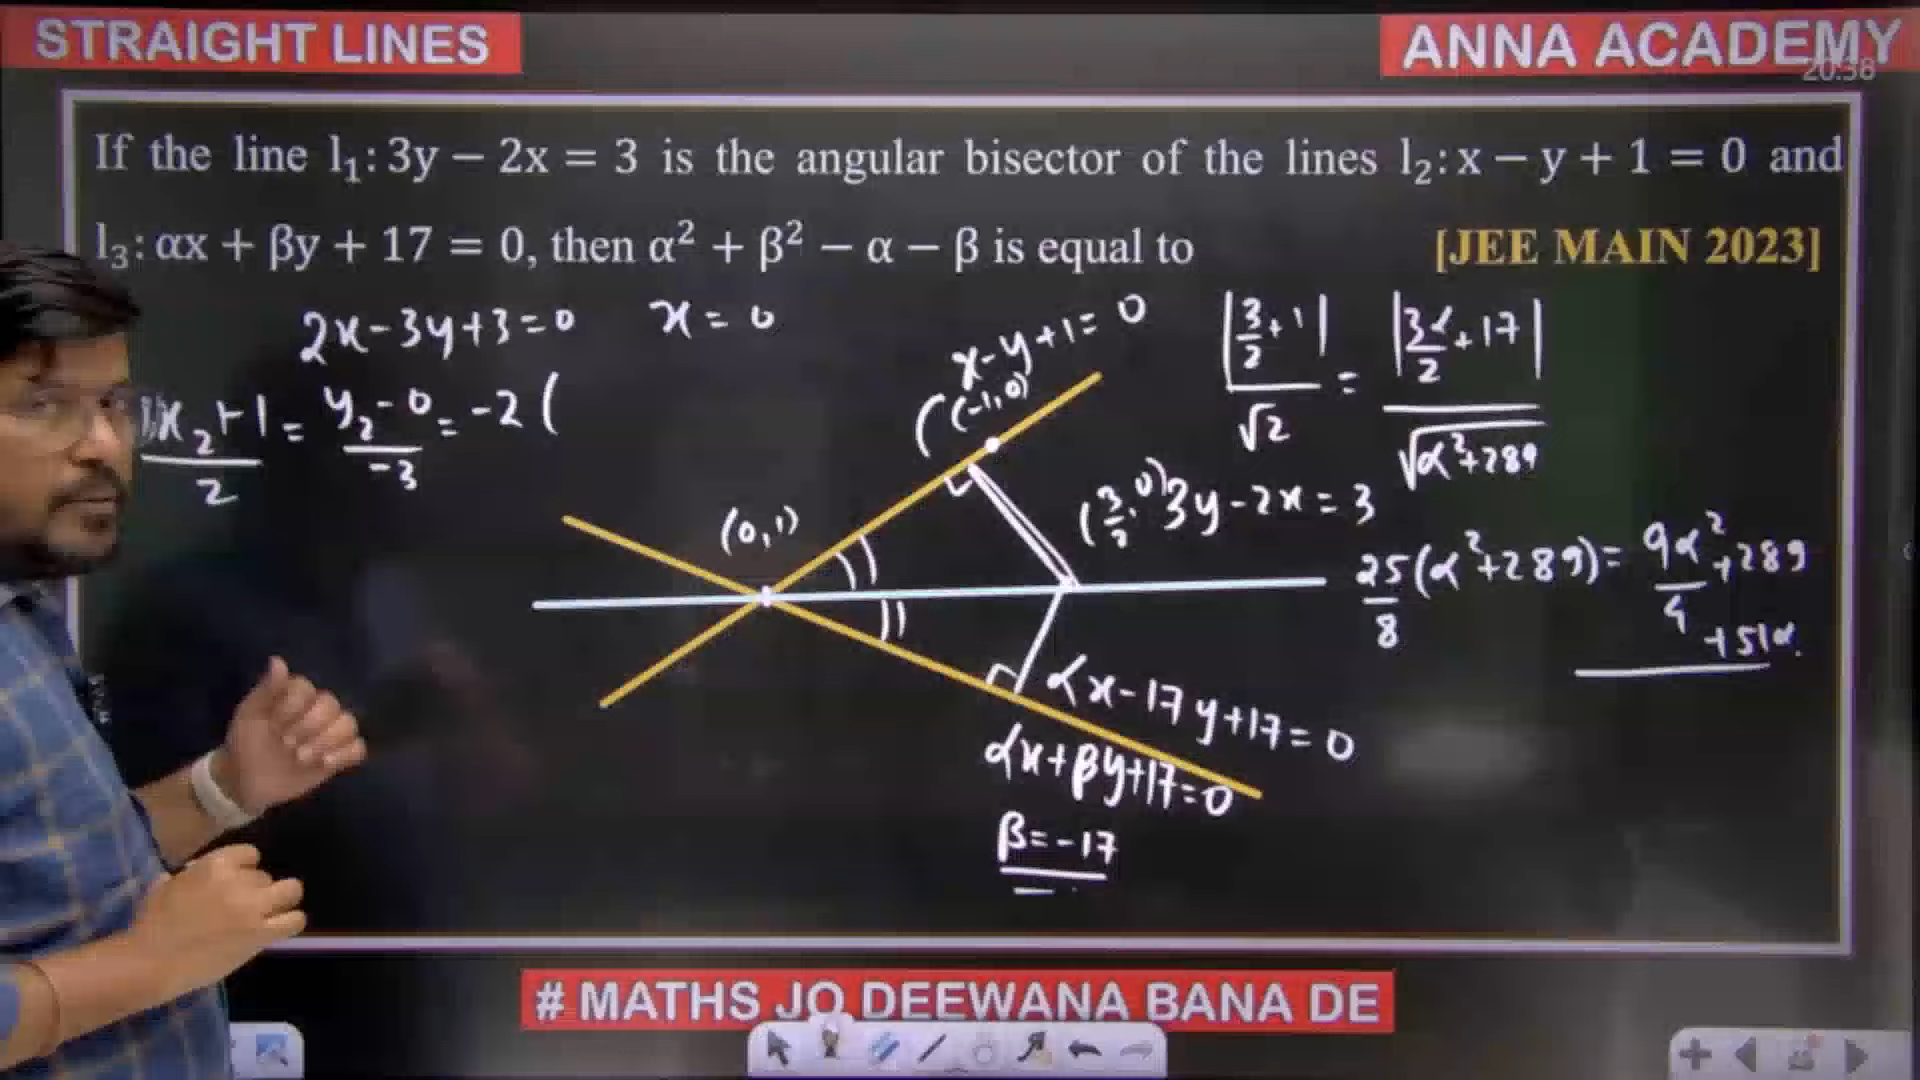 STRAIGHT LINES
ANNA ACADEMY
20:38
If the line l₁: 3y − 2x = 3 is the angular bisector of the lines l₂: x − y + 1 = 0 and
l₃: αx + βy + 17 = 0, then α² + β² − α − β is equal to [JEE MAIN 2023]
2x-3y+3=0 x=0
x₂+1/2 = y₂-0/-3 = -2(
x-y+1=0
(-1,0)
(0,1)
(3/2,0) 3y-2x=3
|3/2+1|/√2 = |3α/2+17|/√α²+289
25/8(α²+289)= 9α²/4+289
+51α.
αx-17y+17=0
αx+βy+17=0
β=-17
# MATHS JO DEEWANA BANA DE